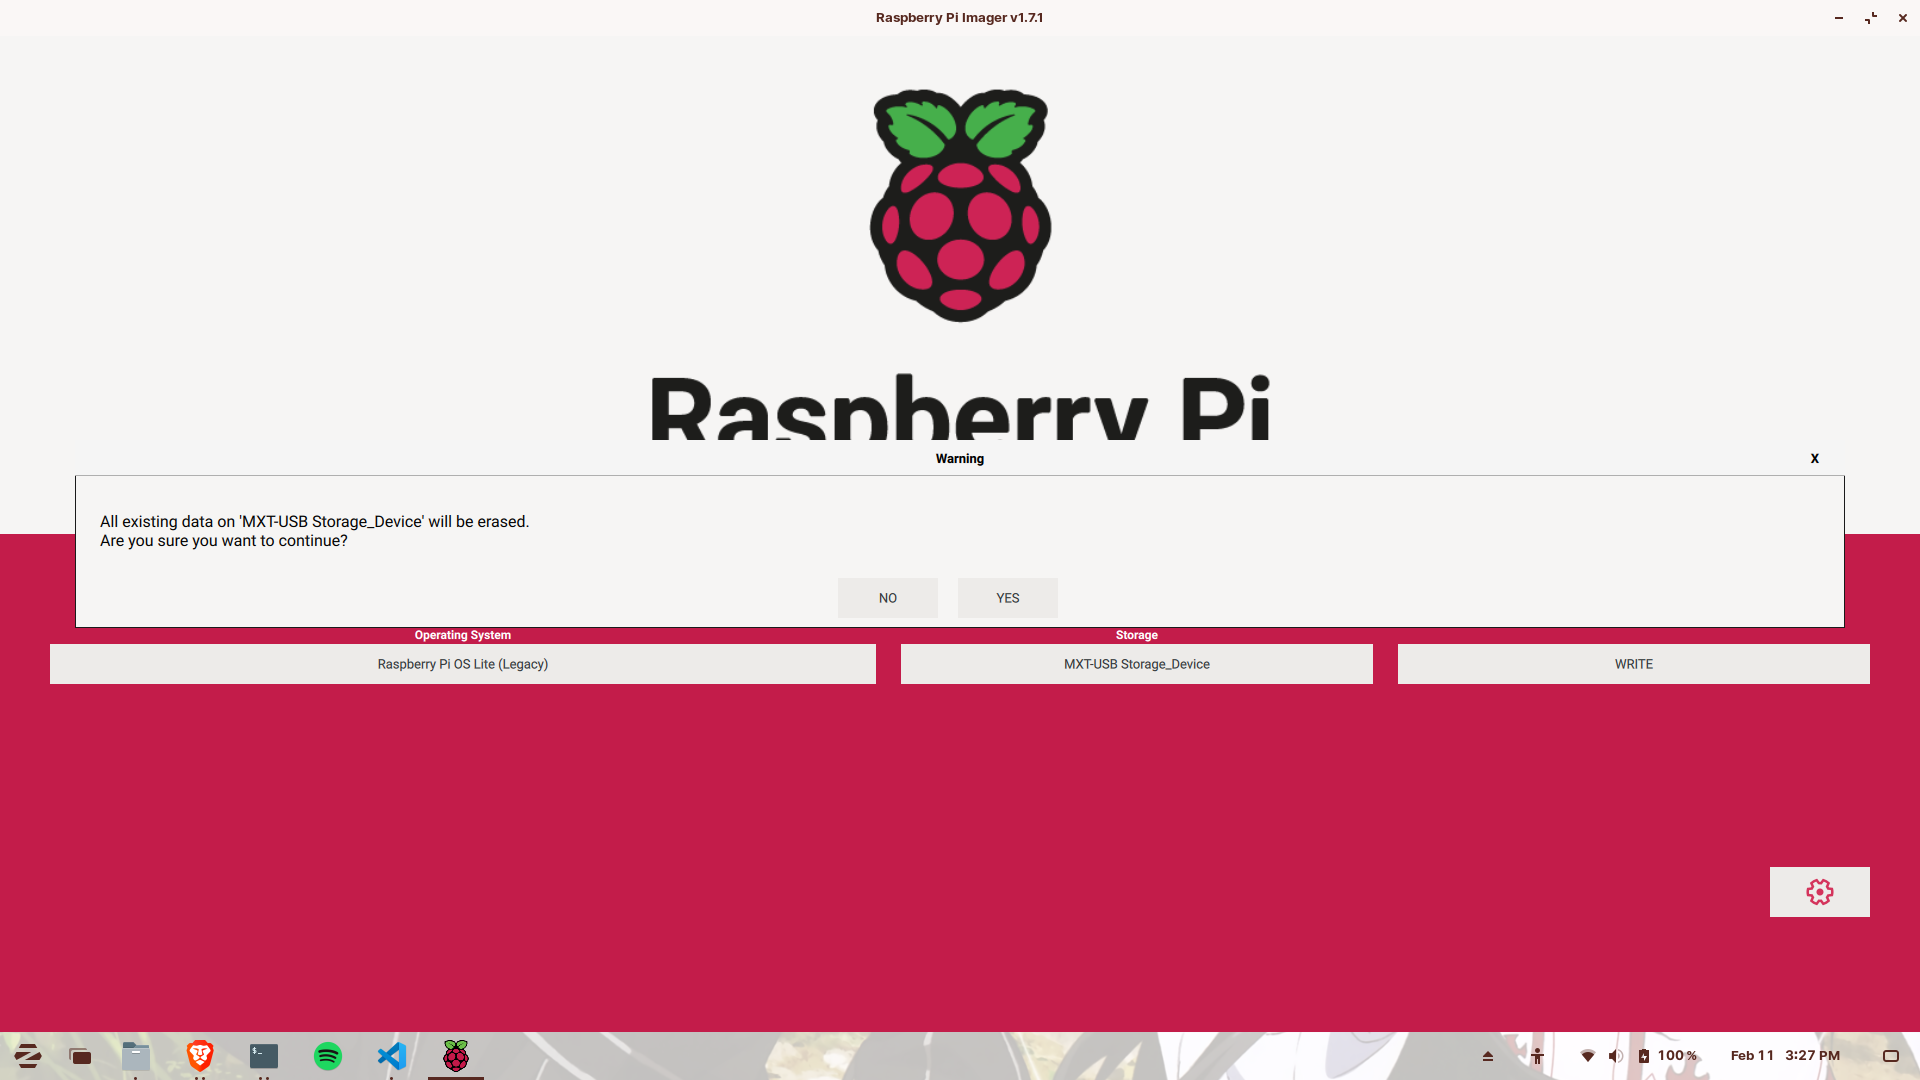 Raspberry Pi Imager v1.7.1
Raspberry Pi
Warning
X
All existing data on 'MXT-USB Storage_Device' will be erased.
Are you sure you want to continue?
NO
YES
Operating System
Storage
Raspberry Pi OS Lite (Legacy)
MXT-USB Storage_Device
WRITE
$-
100 %
Feb 11 3:27 PM